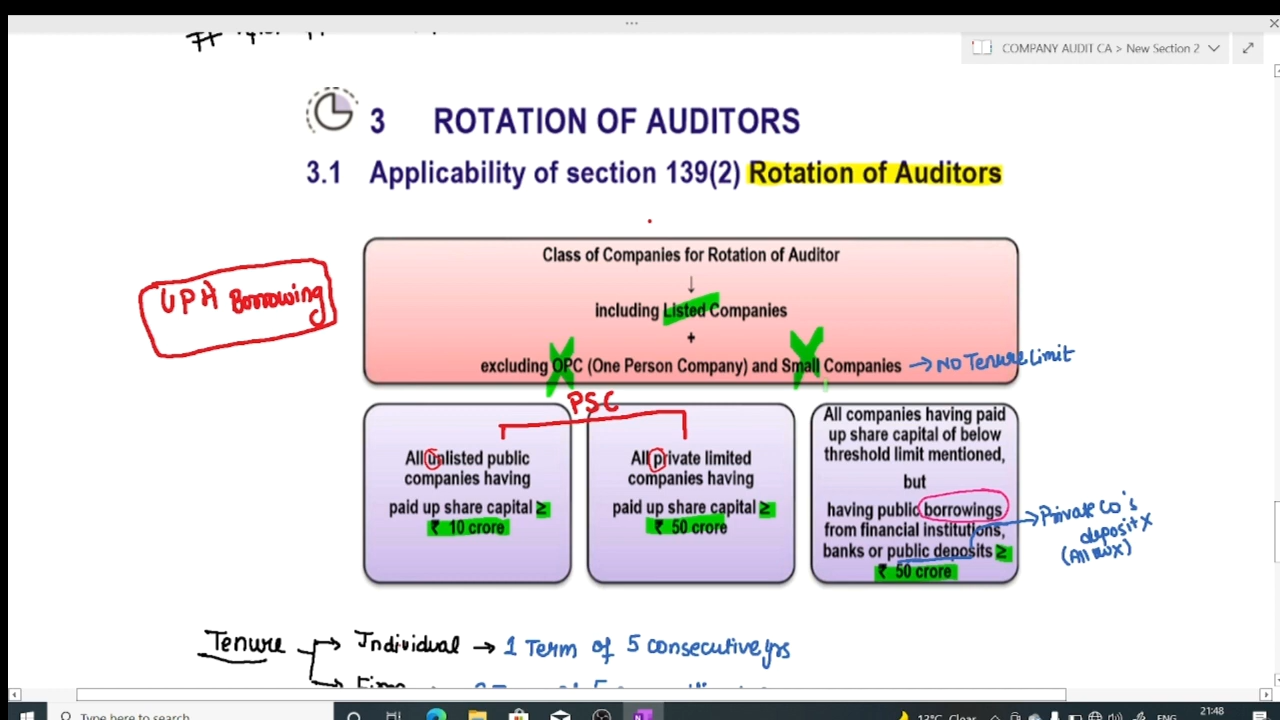 COMPANY AUDIT CA > New Section 2
3 ROTATION OF AUDITORS
3.1 Applicability of section 139(2) Rotation of Auditors
Class of Companies for Rotation of Auditor
↓
including Listed Companies
+
excluding OPC (One Person Company) and Small Companies → NO Tenure Limit
UPA Borrowing
PSC
All unlisted public
companies having
paid up share capital ≥
₹ 10 crore
All private limited
companies having
paid up share capital ≥
₹ 50 crore
All companies having paid
up share capital of below
threshold limit mentioned,
but
having public borrowings
from financial institutions,
banks or public deposits ≥
₹ 50 crore
Private Co's
deposit X
Tenure → Individual → 1 Term of 5 consecutive yrs
Type here to search
13°C Clear
21:48